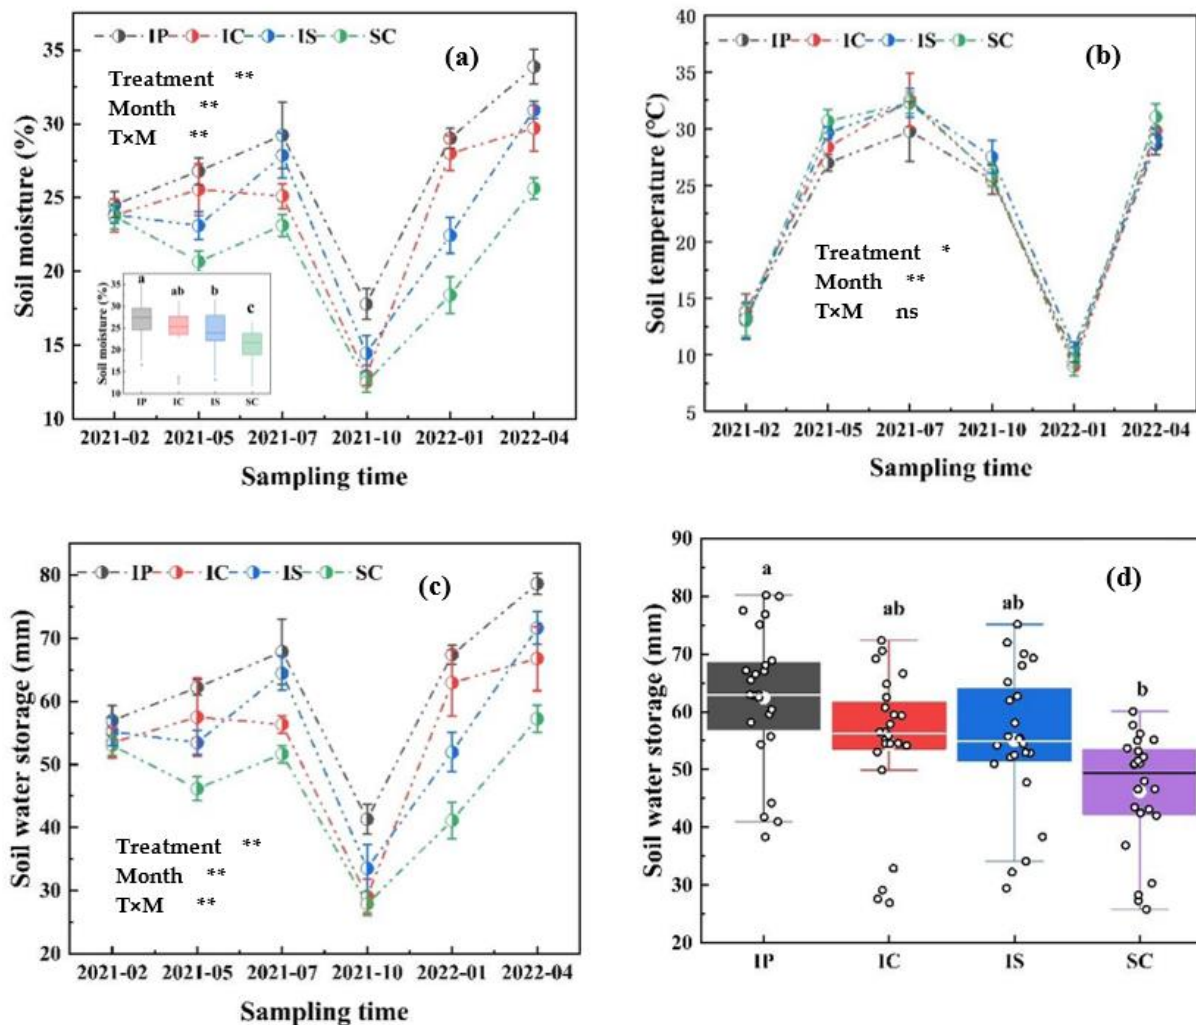 IP IC IS SC
(a)
Treatment **
Month **
T×M **
Soil moisture (%)
35
30
25
20
15
10
Soil moisture (%)
30
25
20
15
10
a
ab
b
c
IP IC IS SC
2021-02 2021-05 2021-07 2021-10 2022-01 2022-04
Sampling time
IP IC IS SC
(b)
Soil temperature (°C)
40
35
30
25
20
15
10
5
Treatment *
Month **
T×M ns
2021-02 2021-05 2021-07 2021-10 2022-01 2022-04
Sampling time
IP IC IS SC
(c)
Soil water storage (mm)
80
70
60
50
40
30
20
Treatment **
Month **
T×M **
2021-02 2021-05 2021-07 2021-10 2022-01 2022-04
Sampling time
(d)
Soil water storage (mm)
90
80
70
60
50
40
30
20
a
ab
ab
b
IP IC IS SC